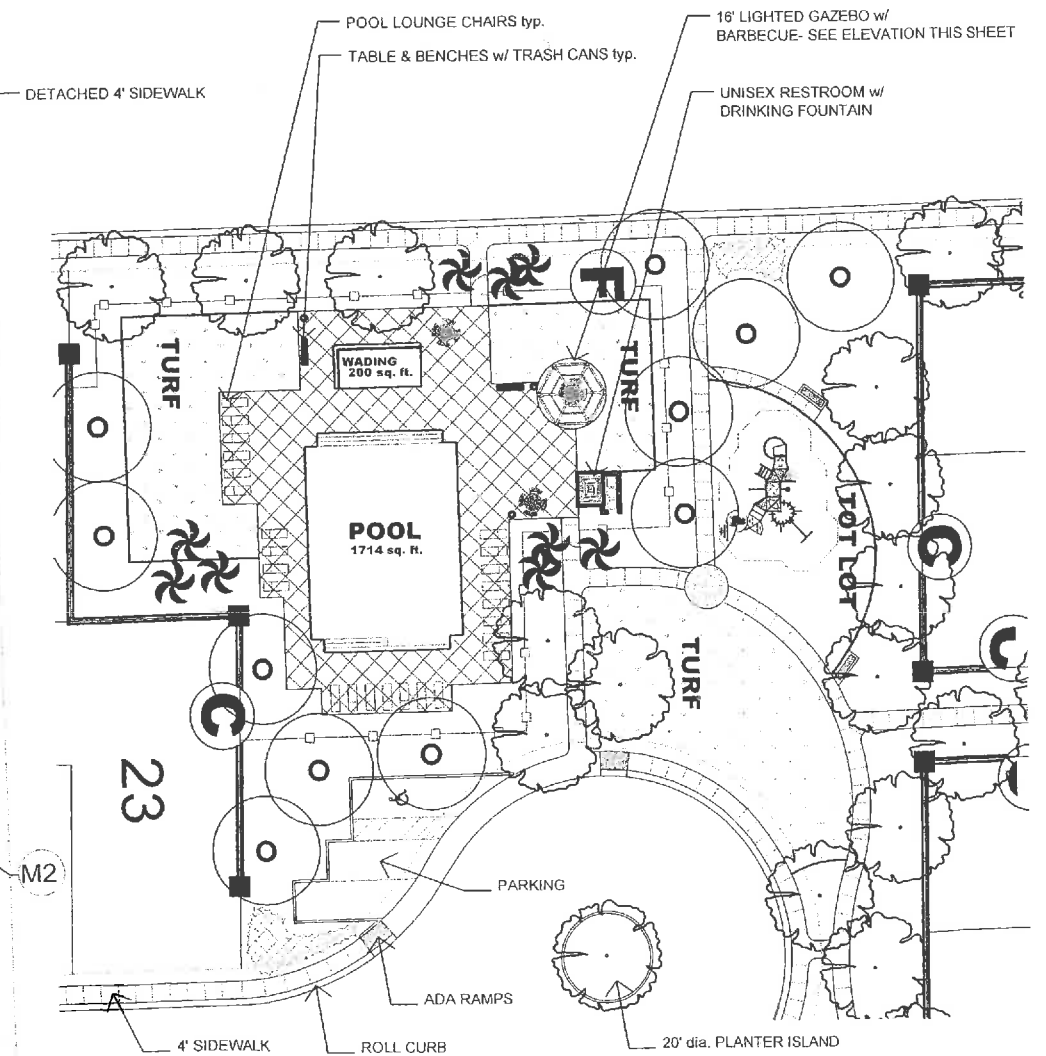 POOL LOUNGE CHAIRS typ.
16' LIGHTED GAZEBO w/
BARBECUE- SEE ELEVATION THIS SHEET
TABLE & BENCHES w/ TRASH CANS typ.
DETACHED 4' SIDEWALK
UNISEX RESTROOM w/
DRINKING FOUNTAIN
F
TURF
WADING
200 sq. ft.
TURF
POOL
1714 sq. ft.
TOT LOT
C
TURF
C
C
23
M2
PARKING
ADA RAMPS
4' SIDEWALK
ROLL CURB
20' dia. PLANTER ISLAND